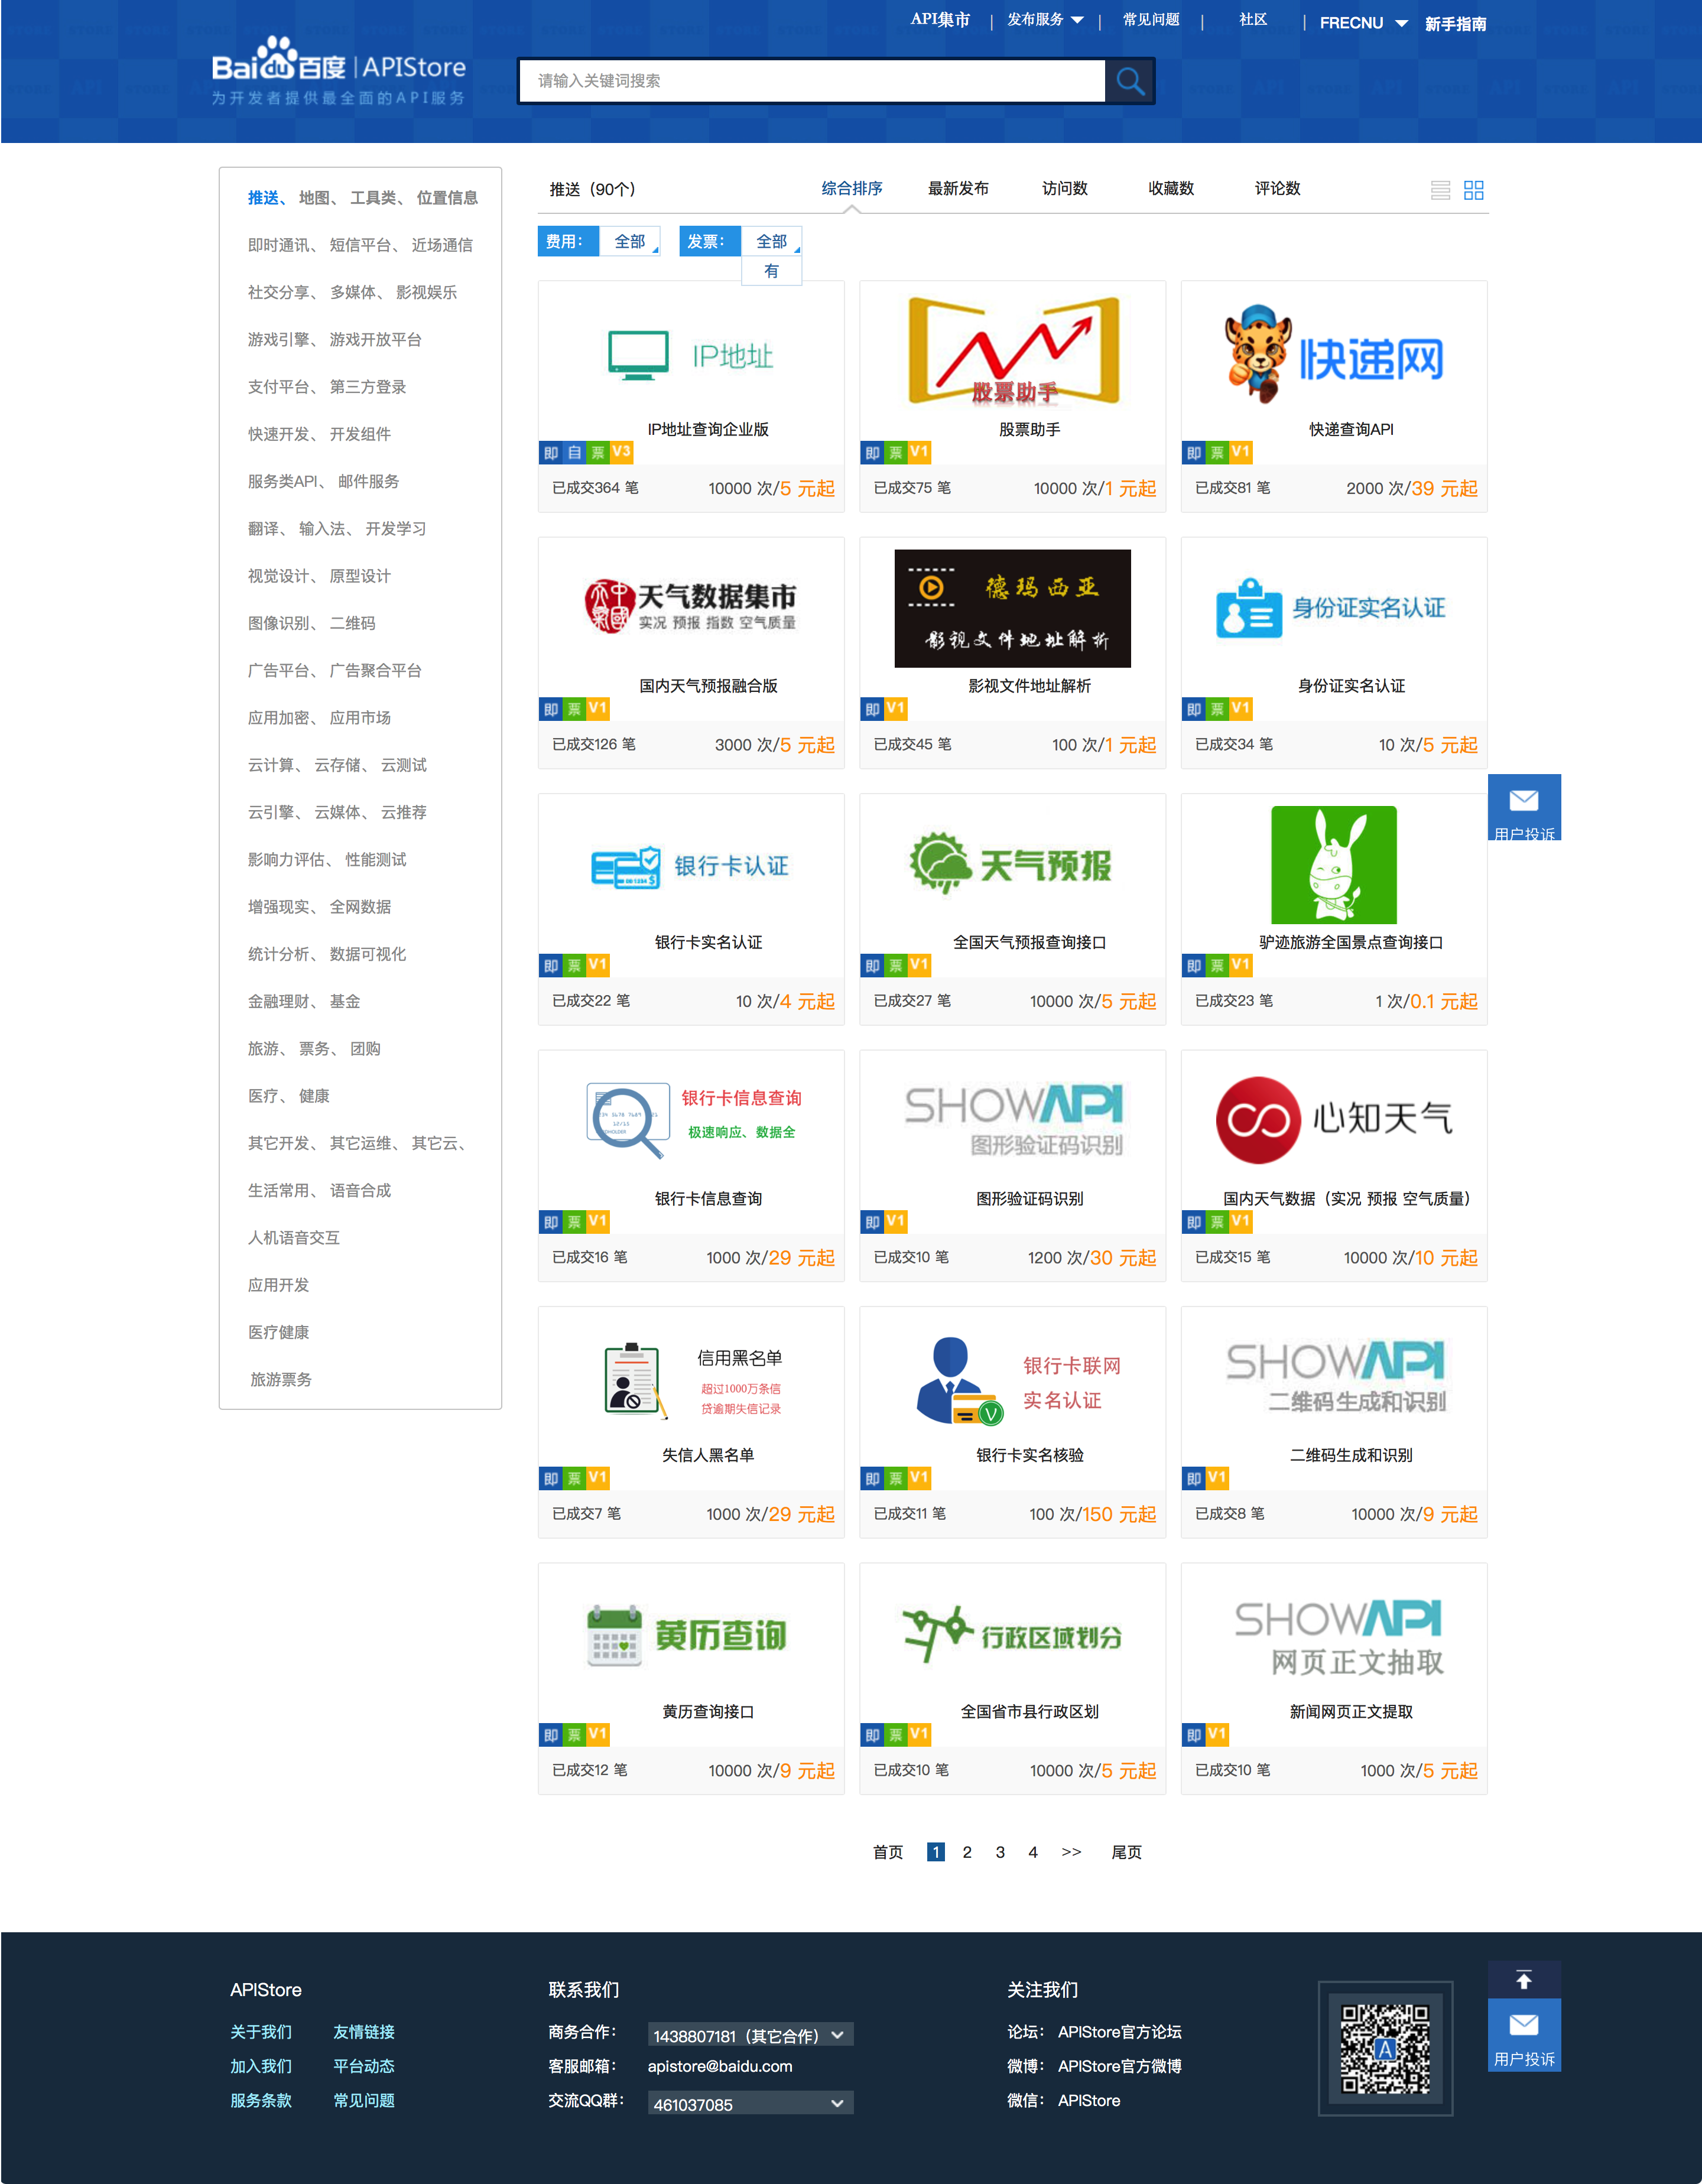 API集市 | 发布服务 | 常见问题 | 社区 | FRECNU 新手指南
Baidu百度 | APIStore
为开发者提供最全面的API服务
请输入关键词搜索
推送、 地图、 工具类、 位置信息
即时通讯、 短信平台、 近场通信
社交分享、 多媒体、 影视娱乐
游戏引擎、 游戏开放平台
支付平台、 第三方登录
快速开发、 开发组件
服务类API、 邮件服务
翻译、 输入法、 开发学习
视觉设计、 原型设计
图像识别、 二维码
广告平台、 广告聚合平台
应用加密、 应用市场
云计算、 云存储、 云测试
云引擎、 云媒体、 云推荐
影响力评估、 性能测试
增强现实、 全网数据
统计分析、 数据可视化
金融理财、 基金
旅游、 票务、 团购
医疗、 健康
其它开发、 其它运维、 其它云、
生活常用、 语音合成
人机语音交互
应用开发
医疗健康
旅游票务
推送（90个） 综合排序 最新发布 访问数 收藏数 评论数
费用： 全部 发票： 全部
有
IP地址
IP地址查询企业版
即 自 票 V3
已成交364 笔 10000 次/5 元起
股票助手
股票助手
即 票 V1
已成交75 笔 10000 次/1 元起
快递网
快递查询API
即 票 V1
已成交81 笔 2000 次/39 元起
中國天气
天气数据集市
实况 预报 指数 空气质量
国内天气预报融合版
即 票 V1
已成交126 笔 3000 次/5 元起
德玛西亚
影视文件地址解析
影视文件地址解析
即 V1
已成交45 笔 100 次/1 元起
身份证实名认证
身份证实名认证
即 票 V1
已成交34 笔 10 次/5 元起
银行卡认证
银行卡实名认证
即 票 V1
已成交22 笔 10 次/4 元起
天气预报
全国天气预报查询接口
即 票 V1
已成交27 笔 10000 次/5 元起
驴迹旅游全国景点查询接口
即 票 V1
已成交23 笔 1 次/0.1 元起
用户投诉
银行卡信息查询
极速响应、数据全
银行卡信息查询
即 票 V1
已成交16 笔 1000 次/29 元起
SHOWAPI
图形验证码识别
图形验证码识别
即 V1
已成交10 笔 1200 次/30 元起
心知天气
国内天气数据（实况 预报 空气质量）
即 票 V1
已成交15 笔 10000 次/10 元起
信用黑名单
超过1000万条信
贷逾期失信记录
失信人黑名单
即 票 V1
已成交7 笔 1000 次/29 元起
银行卡联网
实名认证
银行卡实名核验
即 票 V1
已成交11 笔 100 次/150 元起
SHOWAPI
二维码生成和识别
二维码生成和识别
即 V1
已成交8 笔 10000 次/9 元起
黄历查询
黄历查询接口
即 票 V1
已成交12 笔 10000 次/9 元起
行政区域划分
全国省市县行政区划
即 票 V1
已成交10 笔 10000 次/5 元起
SHOWAPI
网页正文抽取
新闻网页正文提取
即 V1
已成交10 笔 1000 次/5 元起
首页 1 2 3 4 >> 尾页
APIStore
关于我们 友情链接
加入我们 平台动态
服务条款 常见问题
联系我们
商务合作： 1438807181（其它合作）
客服邮箱： apistore@baidu.com
交流QQ群： 461037085
关注我们
论坛： APIStore官方论坛
微博： APIStore官方微博
微信： APIStore
A
用户投诉